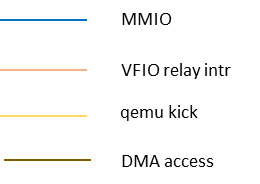 MMIO
VFIO relay intr
qemu kick
DMA access